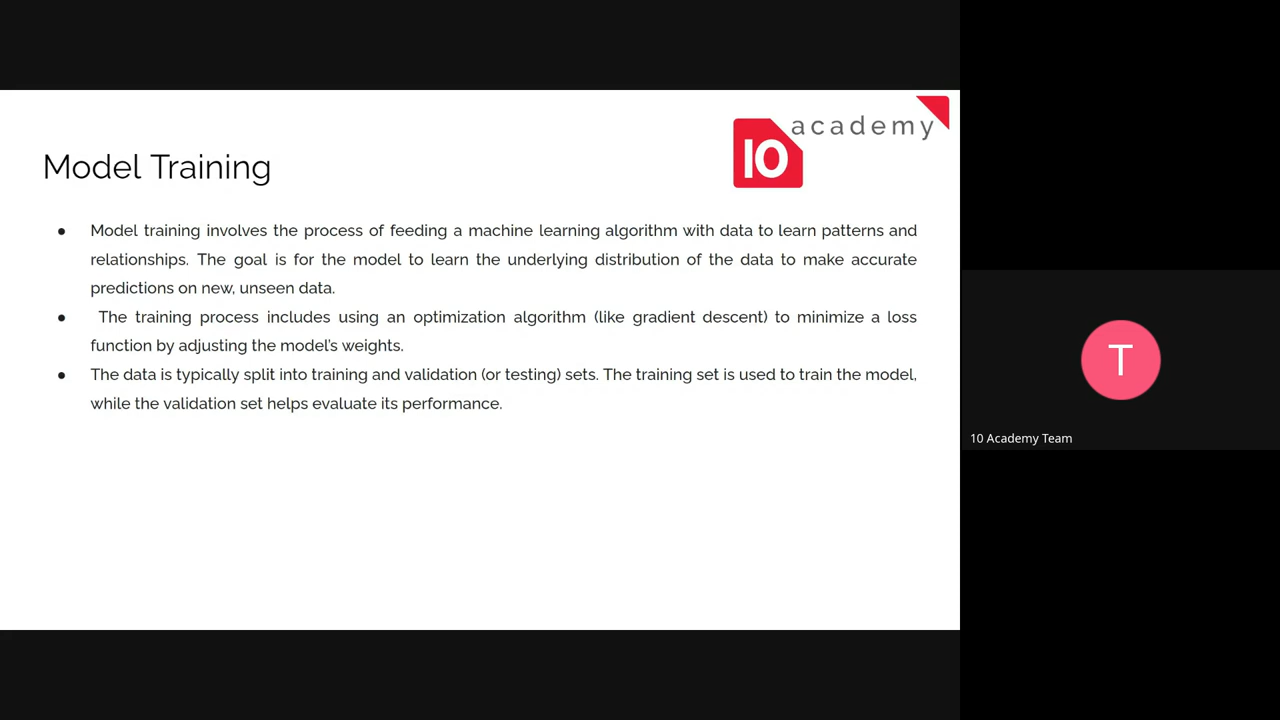 academy
10
Model Training
● Model training involves the process of feeding a machine learning algorithm with data to learn patterns and
relationships. The goal is for the model to learn the underlying distribution of the data to make accurate
predictions on new, unseen data.
● The training process includes using an optimization algorithm (like gradient descent) to minimize a loss
function by adjusting the model's weights.
● The data is typically split into training and validation (or testing) sets. The training set is used to train the model,
while the validation set helps evaluate its performance.
T
10 Academy Team